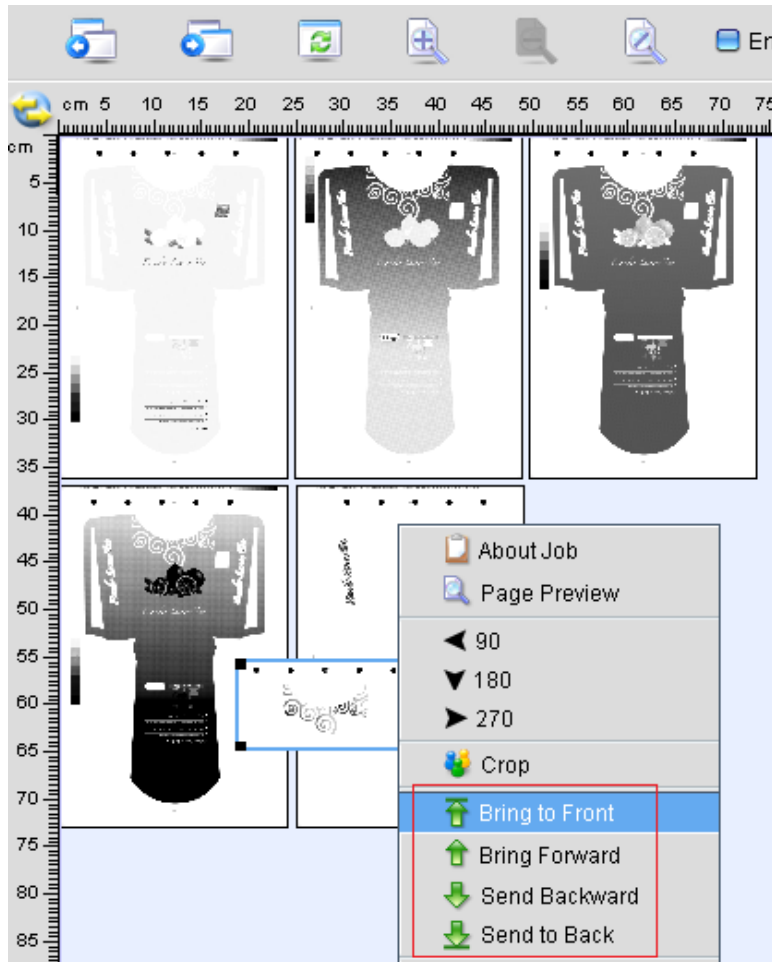 Er
cm 5 10 15 20 25 30 35 40 45 50 55 60 65 70 75
cm
5
10
15
20
25
30
35
40
45
50
55
60
65
70
75
80
85
About Job
Page Preview
90
180
270
Crop
Bring to Front
Bring Forward
Send Backward
Send to Back